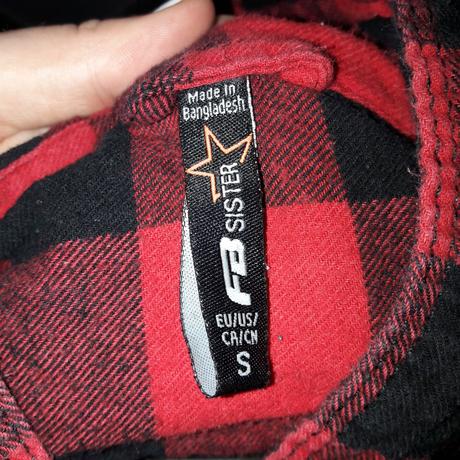 Made in
Bangladesh
FB SISTER
EU/US/
CA/CN
S